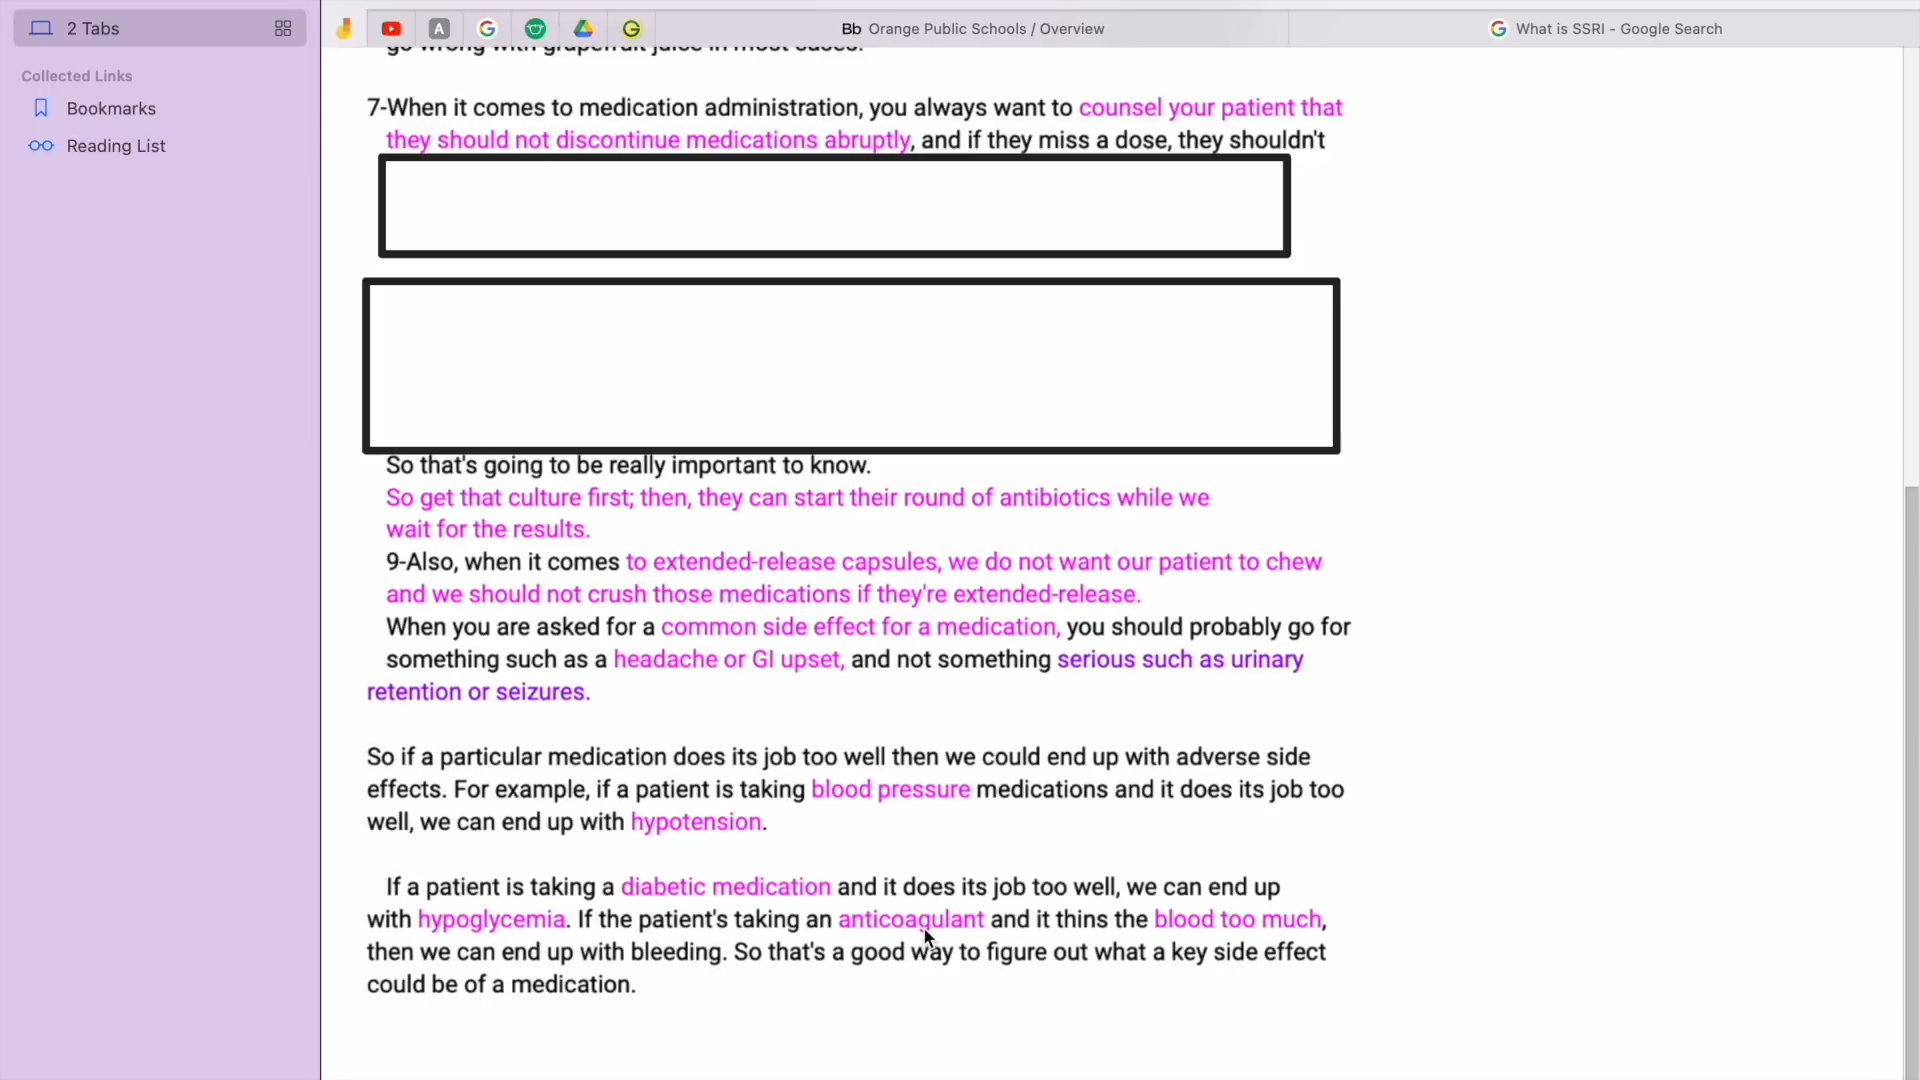 2 Tabs
Collected Links
Bookmarks
Reading List
A
Bb Orange Public Schools / Overview
What is SSRI - Google Search
go wrong with grapefruit juice in most cases.
7-When it comes to medication administration, you always want to counsel your patient that
they should not discontinue medications abruptly, and if they miss a dose, they shouldn't
So that's going to be really important to know.
So get that culture first; then, they can start their round of antibiotics while we
wait for the results.
9-Also, when it comes to extended-release capsules, we do not want our patient to chew
and we should not crush those medications if they're extended-release.
When you are asked for a common side effect for a medication, you should probably go for
something such as a headache or GI upset, and not something serious such as urinary
retention or seizures.
So if a particular medication does its job too well then we could end up with adverse side
effects. For example, if a patient is taking blood pressure medications and it does its job too
well, we can end up with hypotension.
If a patient is taking a diabetic medication and it does its job too well, we can end up
with hypoglycemia. If the patient's taking an anticoagulant and it thins the blood too much,
then we can end up with bleeding. So that's a good way to figure out what a key side effect
could be of a medication.